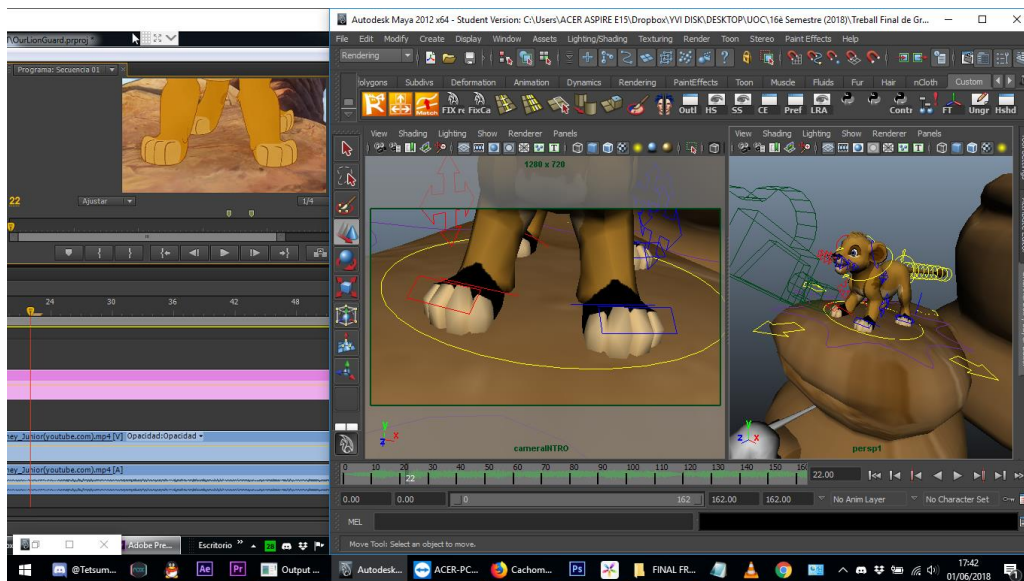 \OurLionGuard.prproj *
Programa: Secuencia 01
22
Ajustar
1/4
24 30 36 42 48
ney_Junior(youtube.com).mp4 [V] Opacidad:Opacidad
ney_Junior(youtube.com).mp4 [A]
Autodesk Maya 2012 x64 - Student Version: C:\Users\ACER ASPIRE E15\Dropbox\YVI DISK\DESKTOP\UOC\16è Semestre (2018)\Treball Final de Gr...
File Edit Modify Create Display Window Assets Lighting/Shading Texturing Render Toon Stereo Paint Effects Help
Rendering
olygons Subdivs Deformation Animation Dynamics Rendering PaintEffects Toon Muscle Fluids Fur Hair nCloth Custom
Match FIX re FixCa Outl HS SS CE Pref LRA Contr FT Ungr Hshd
View Shading Lighting Show Renderer Panels
1280 x 720
y
z x
cameraINTRO
View Shading Lighting Show Renderer Panels
y
z x
persp1
0 10 20 30 40 50 60 70 80 90 100 110 120 130 140 150 16
22
22.00
0.00 0.00 0 162 162.00 162.00 No Anim Layer No Character Set
MEL
Move Tool: Select an object to move.
Adobe Pre...
Escritorio
28
@Tetsum...
Ae
Pr
Output ...
Autodesk...
ACER-PC...
Cachom...
Ps
FINAL FR...
17:42
01/06/2018